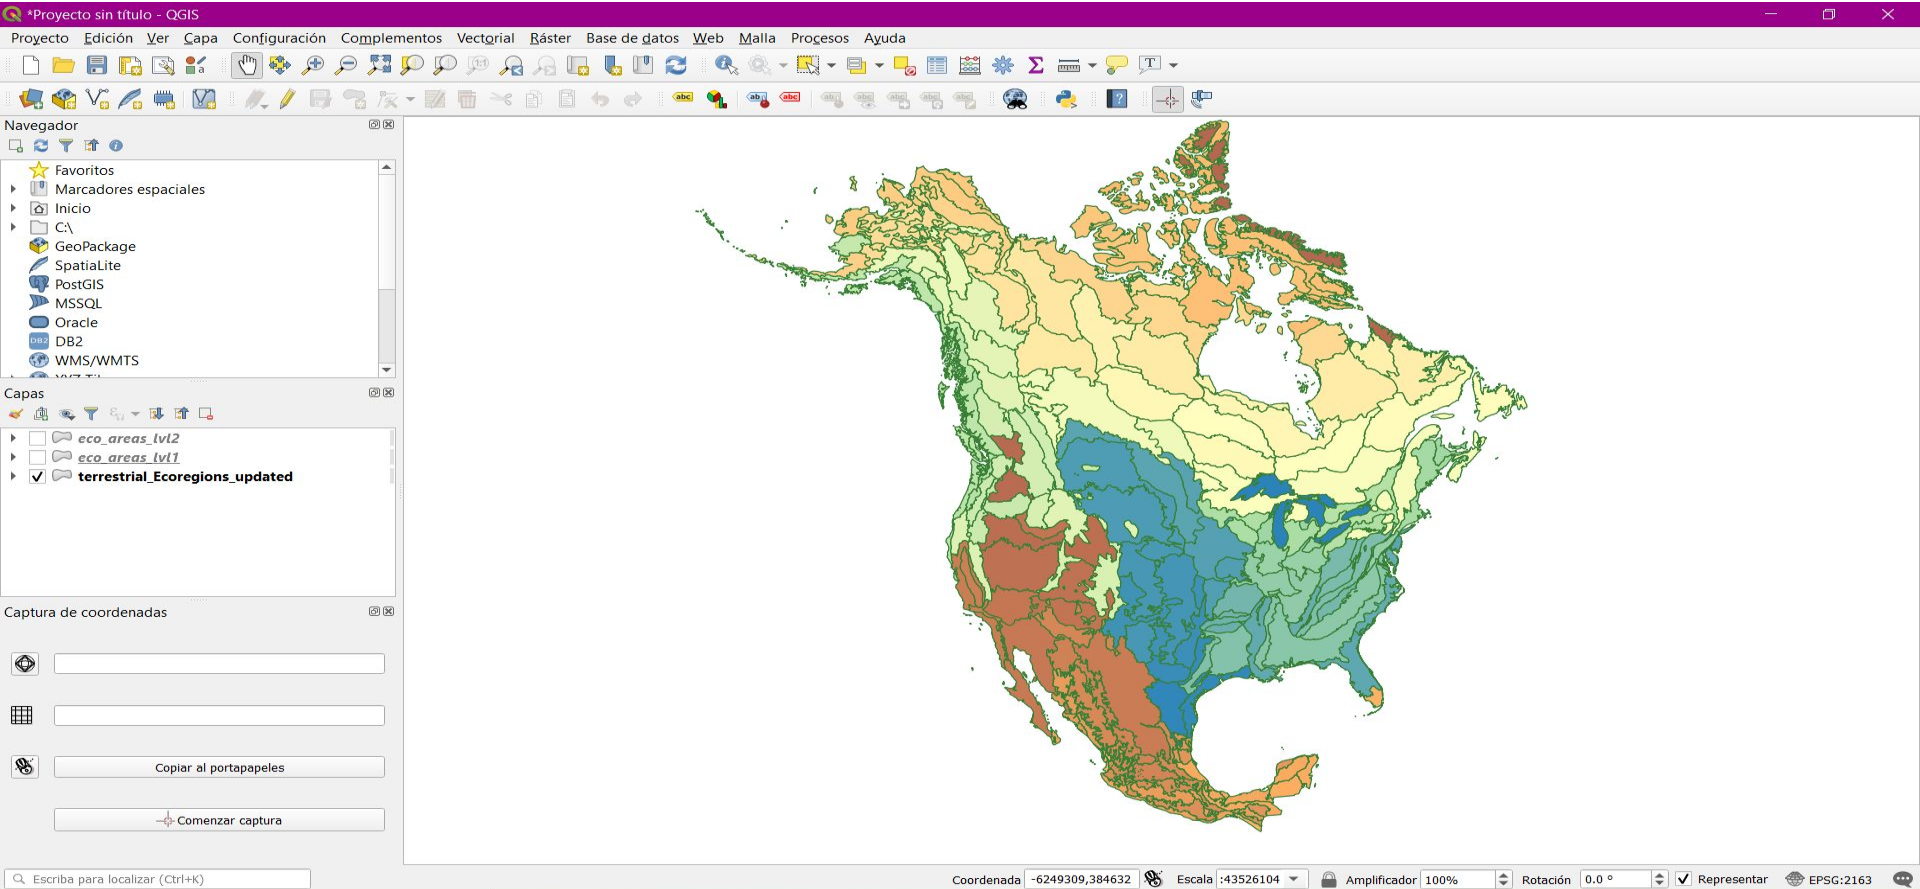 *Proyecto sin título - QGIS
Proyecto Edición Ver Capa Configuración Complementos Vectorial Ráster Base de datos Web Malla Procesos Ayuda
Navegador
Favoritos
Marcadores espaciales
Inicio
C:\
GeoPackage
SpatiaLite
PostGIS
MSSQL
Oracle
DB2
WMS/WMTS
Capas
eco_areas_lvl2
eco_areas_lvl1
terrestrial_Ecoregions_updated
Captura de coordenadas
Copiar al portapapeles
Comenzar captura
Escriba para localizar (Ctrl+K)
Coordenada -6249309,384632 Escala :43526104 Amplificador 100% Rotación 0.0 ° Representar EPSG:2163